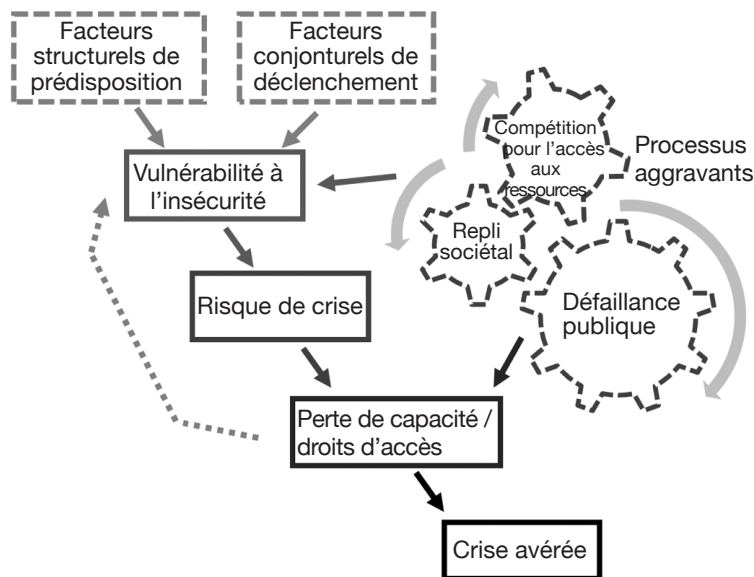 Facteurs
structurels de
prédisposition
Facteurs
conjonturels de
déclenchement
Compétition
pour l'accès
aux
ressources
Processus
aggravants
Vulnérabilité à
l'insécurité
Repli
sociétal
Risque de crise
Défaillance
publique
Perte de capacité /
droits d'accès
Crise avérée